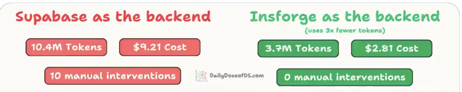 Supabase as the backend
10.4M Tokens
$9.21 Cost
10 manual interventions
DailyDoseofDS.com
Insforge as the backend
(uses 3x fewer tokens)
3.7M Tokens
$2.81 Cost
0 manual interventions